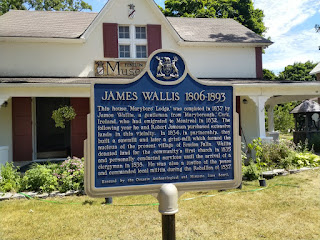 Museum
JAMES WALLIS 1806-1893
This house, "Maryboro' Lodge," was completed in 1837 by
James Wallis, a gentleman from Maryborough, Cork,
Ireland, who had emigrated to Montreal in 1832. The
following year he and Robert Jameson purchased extensive
lands in this vicinity. In 1834, in partnership, they
built a sawmill and later a grist-mill which formed the
nucleus of the present village of Fenelon Falls. Wallis
donated land for the community's first church in 1835
and personally conducted services until the arrival of a
clergyman in 1838. He was also a justice of the peace
and commanded local militia during the Rebellion of 1837.
Erected by the Ontario Archaeological and Historic Sites Board.